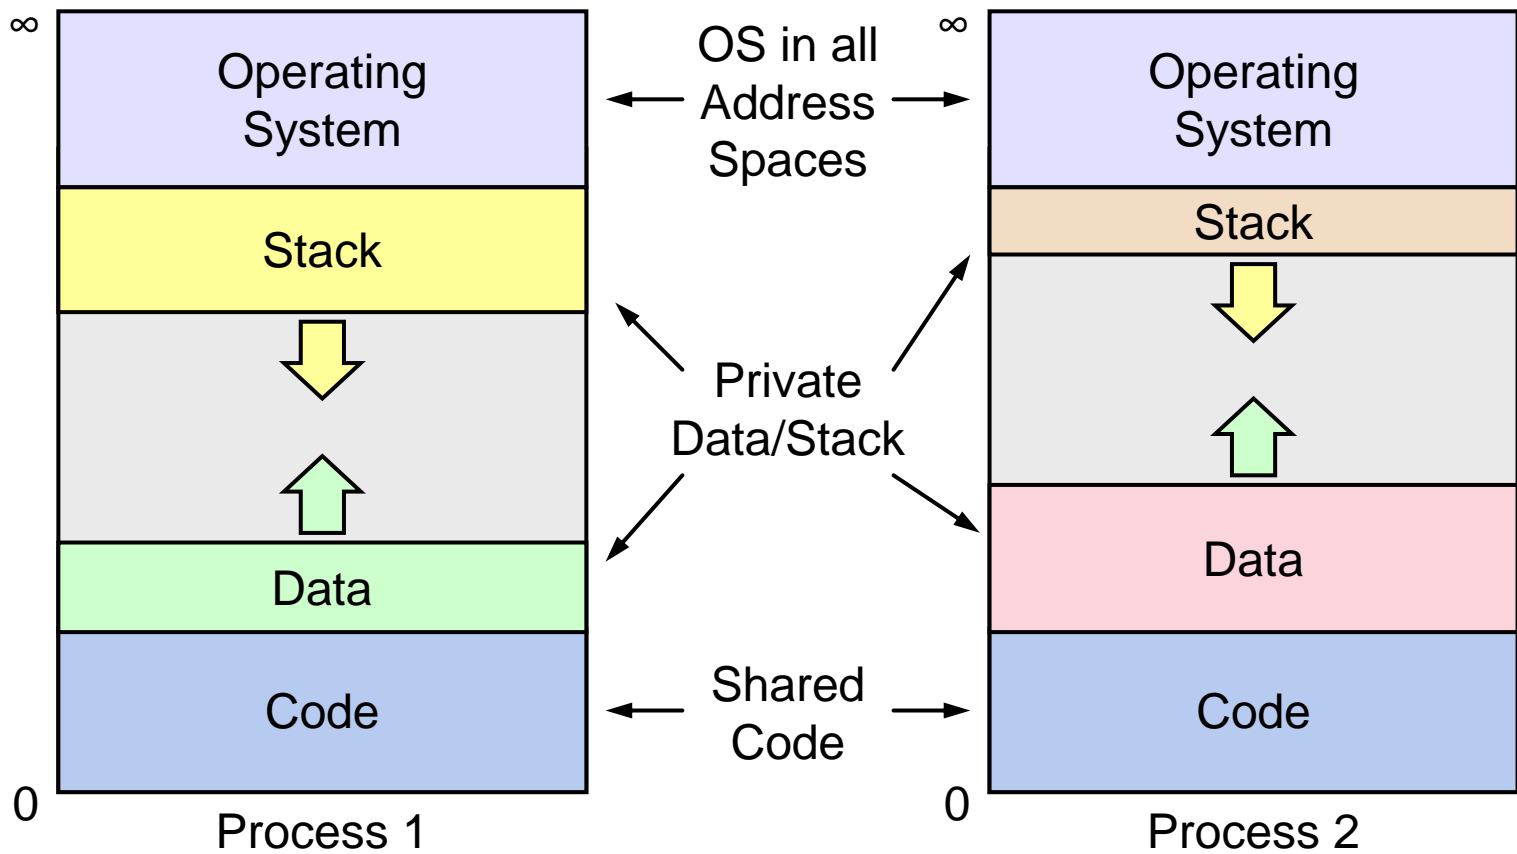 ∞
Operating
System
Stack
Data
Code
0
Process 1
OS in all
Address
Spaces
Private
Data/Stack
Shared
Code
∞
Operating
System
Stack
Data
Code
0
Process 2